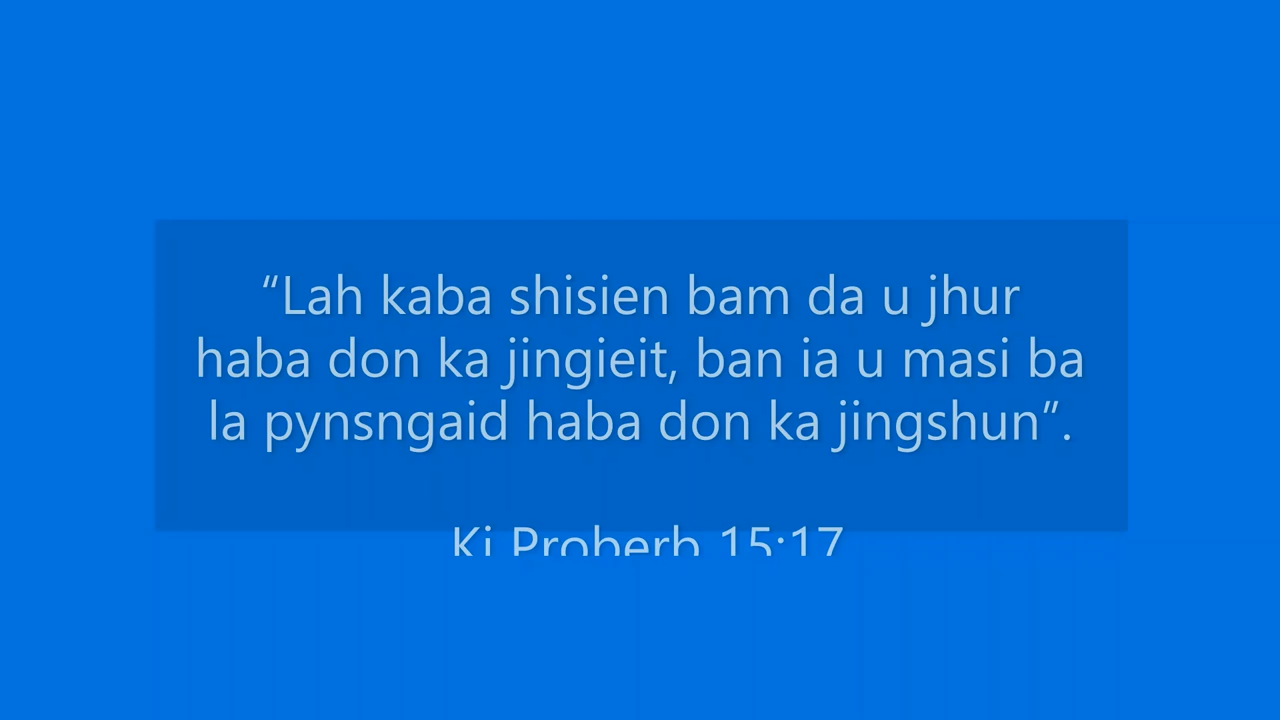 “Lah kaba shisien bam da u jhur
haba don ka jingieit, ban ia u masi ba
la pynsngaid haba don ka jingshun”.
Ki Proberb 15:17